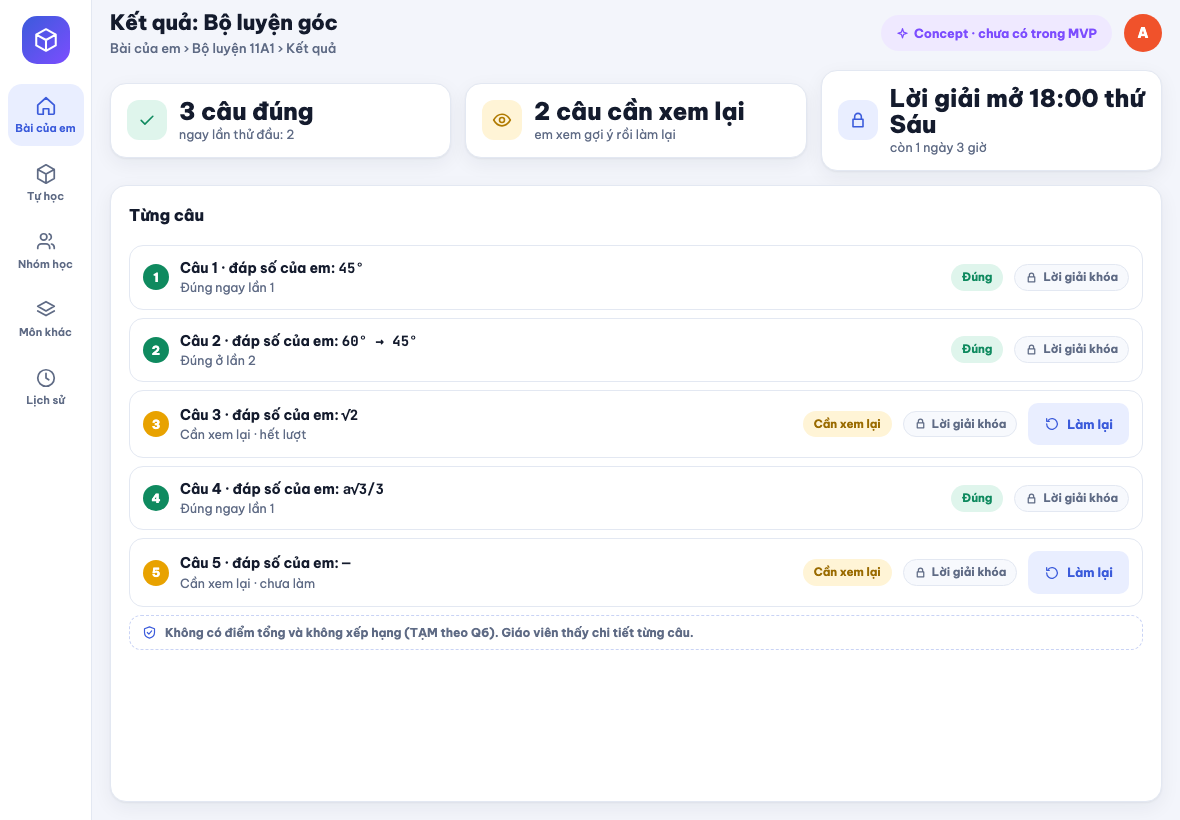 Kết quả: Bộ luyện góc
Bài của em › Bộ luyện 11A1 › Kết quả
Concept · chưa có trong MVP
A
Bài của em
Tự học
Nhóm học
Môn khác
Lịch sử
3 câu đúng
ngay lần thử đầu: 2
2 câu cần xem lại
em xem gợi ý rồi làm lại
Lời giải mở 18:00 thứ
Sáu
còn 1 ngày 3 giờ
Từng câu
1
Câu 1 · đáp số của em: 45°
Đúng ngay lần 1
Đúng
Lời giải khóa
2
Câu 2 · đáp số của em: 60° → 45°
Đúng ở lần 2
Đúng
Lời giải khóa
3
Câu 3 · đáp số của em: √2
Cần xem lại · hết lượt
Cần xem lại
Lời giải khóa
Làm lại
4
Câu 4 · đáp số của em: a√3/3
Đúng ngay lần 1
Đúng
Lời giải khóa
5
Câu 5 · đáp số của em: —
Cần xem lại · chưa làm
Cần xem lại
Lời giải khóa
Làm lại
Không có điểm tổng và không xếp hạng (TẠM theo Q6). Giáo viên thấy chi tiết từng câu.